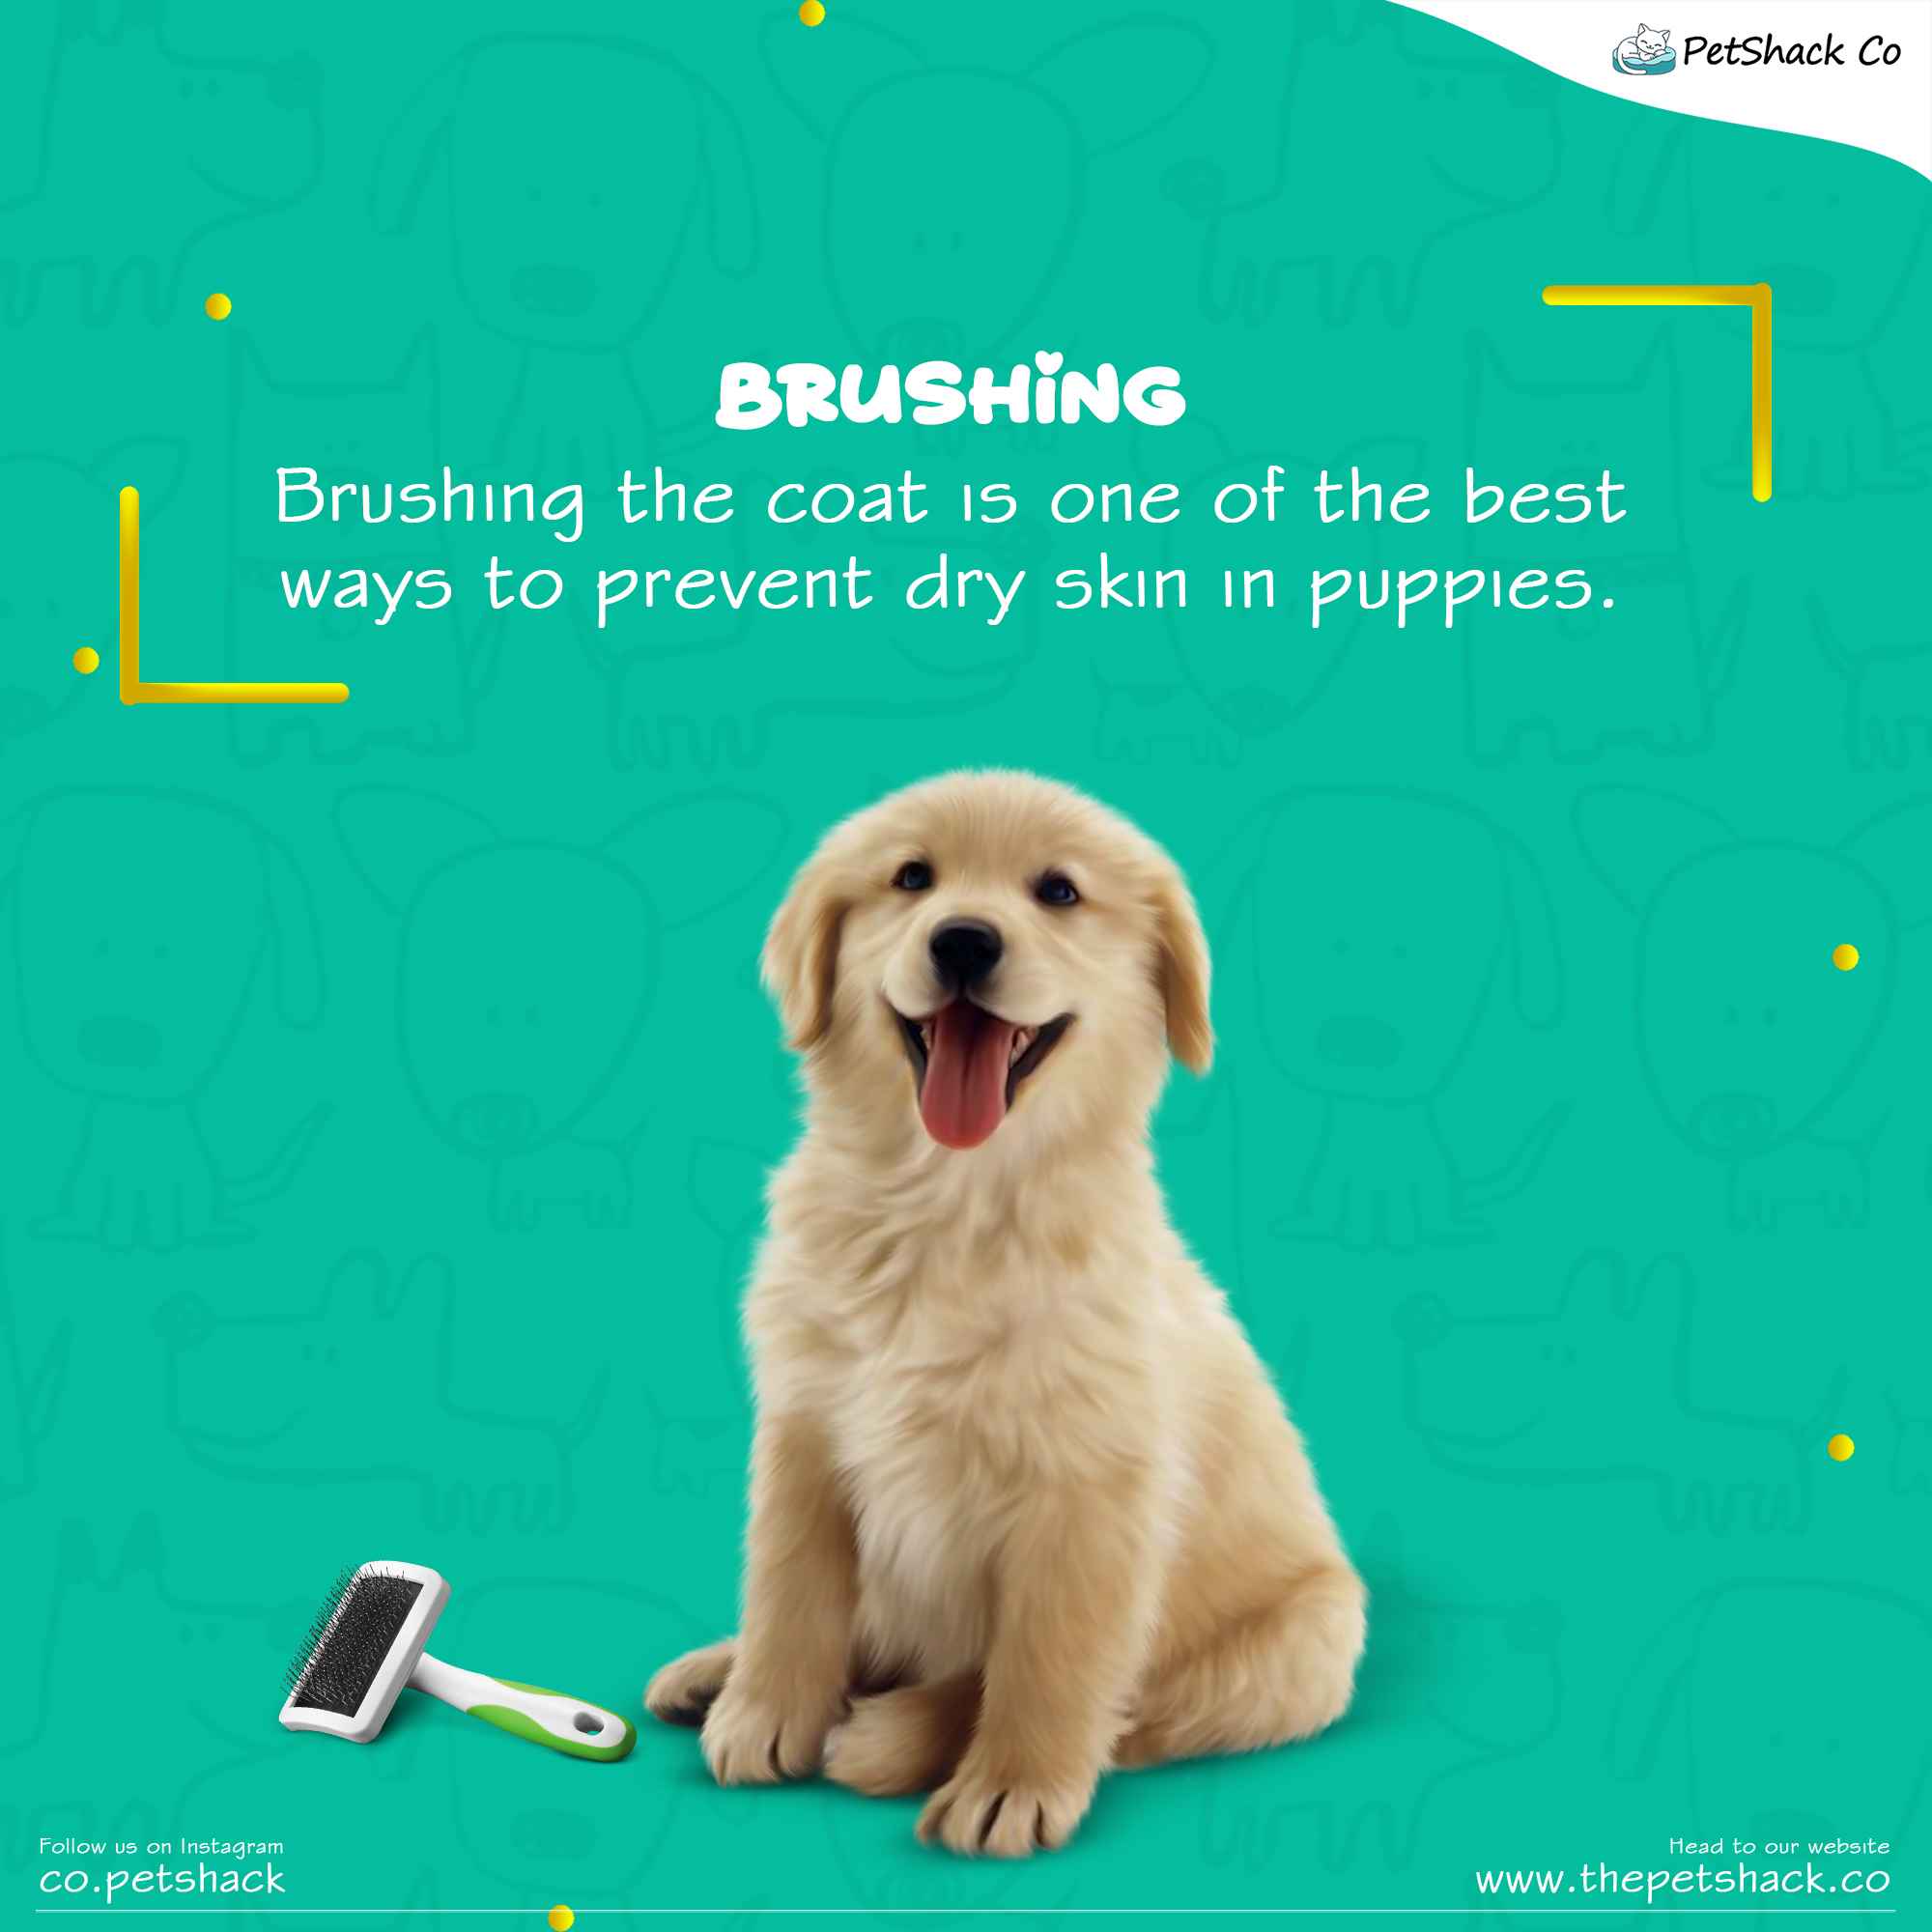 PetShack Co
BRUSHING
Brushing the coat is one of the best
ways to prevent dry skin in puppies.
Follow us on Instagram
co.petshack
Head to our website
www.thepetshack.co